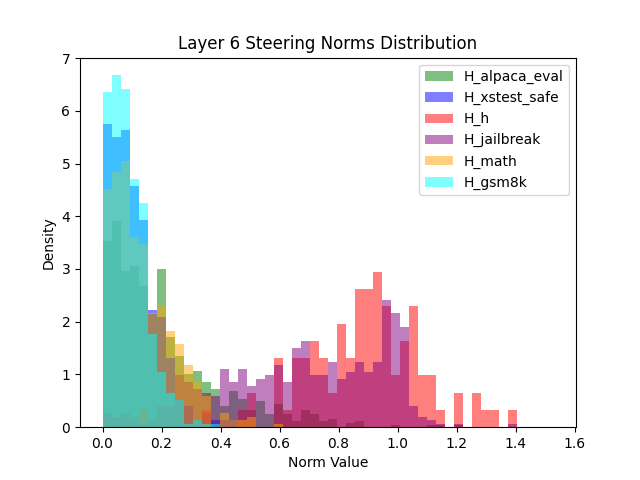 Layer 6 Steering Norms Distribution
H_alpaca_eval
H_xstest_safe
H_h
H_jailbreak
H_math
H_gsm8k
Density
7
6
5
4
3
2
1
0
0.0 0.2 0.4 0.6 0.8 1.0 1.2 1.4 1.6
Norm Value